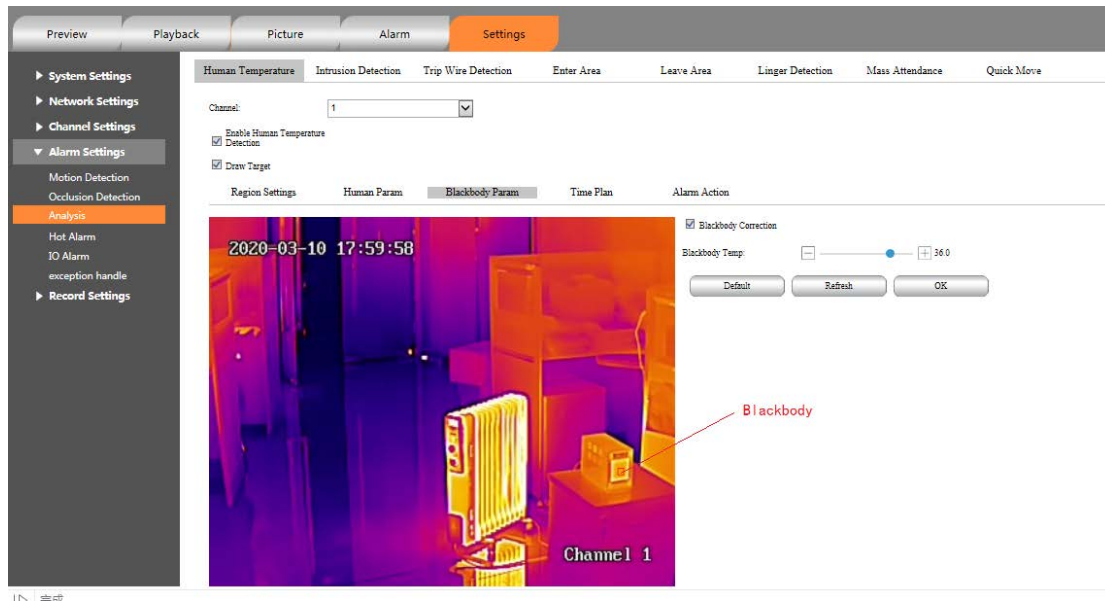 Preview Playback Picture Alarm Settings
System Settings
Network Settings
Channel Settings
Alarm Settings
Motion Detection
Occlusion Detection
Analysis
Hot Alarm
IO Alarm
exception handle
Record Settings
Human Temperature Intrusion Detection Trip Wire Detection Enter Area Leave Area Linger Detection Mass Attendance Quick Move
Channel: 1
Enable Human Temperature
Detection
Draw Target
Region Settings Human Param Blackbody Param Time Plan Alarm Action
2020-03-10 17:59:58
Channel 1
Blackbody Correction
Blackbody Temp: 36.0
Default Refresh OK
Blackbody
完成